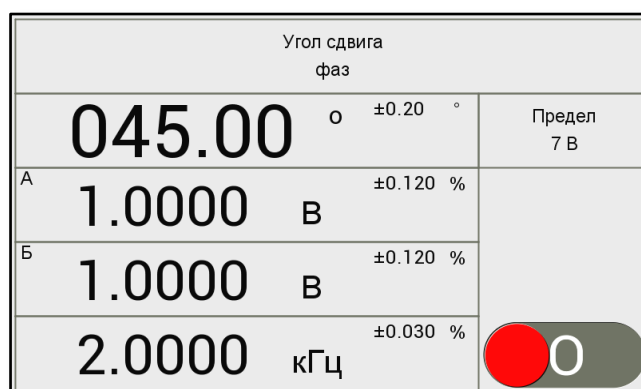 Угол сдвига
фаз
045.00 о ±0.20 °
Предел
7 В
А 1.0000 В ±0.120 %
Б 1.0000 В ±0.120 %
2.0000 кГц ±0.030 %
О